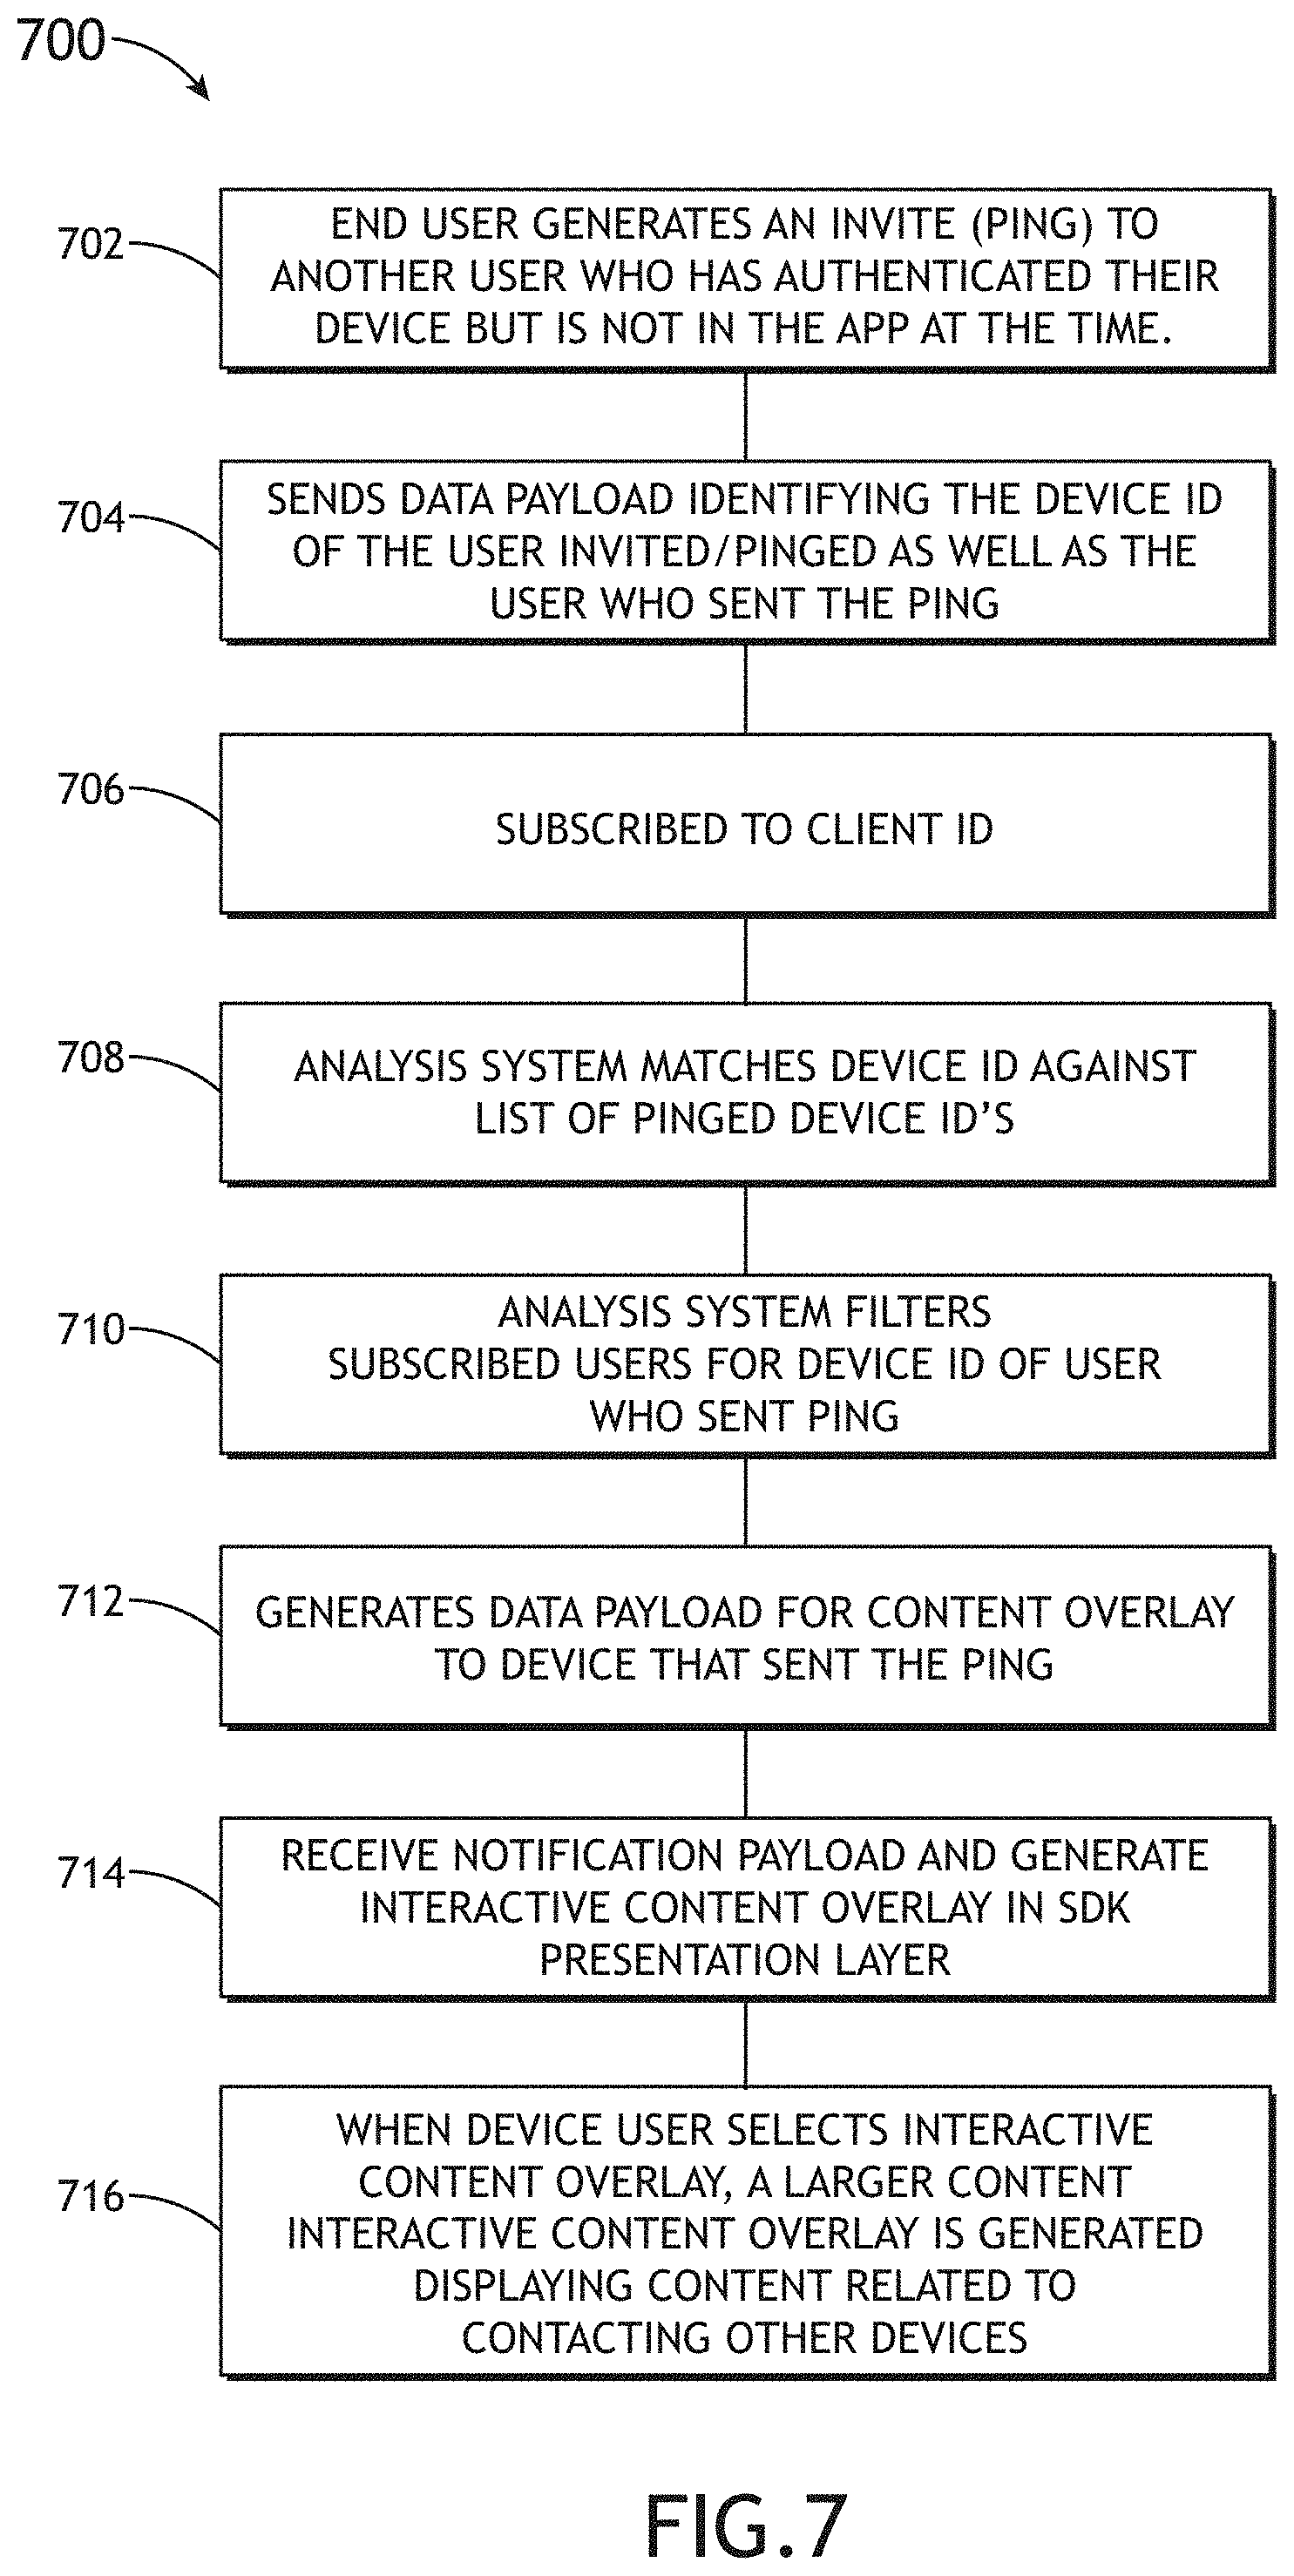 700
702
END USER GENERATES AN INVITE (PING) TO
ANOTHER USER WHO HAS AUTHENTICATED THEIR
DEVICE BUT IS NOT IN THE APP AT THE TIME.
704
SENDS DATA PAYLOAD IDENTIFYING THE DEVICE ID
OF THE USER INVITED/PINGED AS WELL AS THE
USER WHO SENT THE PING
706
SUBSCRIBED TO CLIENT ID
708
ANALYSIS SYSTEM MATCHES DEVICE ID AGAINST
LIST OF PINGED DEVICE ID'S
710
ANALYSIS SYSTEM FILTERS
SUBSCRIBED USERS FOR DEVICE ID OF USER
WHO SENT PING
712
GENERATES DATA PAYLOAD FOR CONTENT OVERLAY
TO DEVICE THAT SENT THE PING
714
RECEIVE NOTIFICATION PAYLOAD AND GENERATE
INTERACTIVE CONTENT OVERLAY IN SDK
PRESENTATION LAYER
716
WHEN DEVICE USER SELECTS INTERACTIVE
CONTENT OVERLAY, A LARGER CONTENT
INTERACTIVE CONTENT OVERLAY IS GENERATED
DISPLAYING CONTENT RELATED TO
CONTACTING OTHER DEVICES
FIG.7